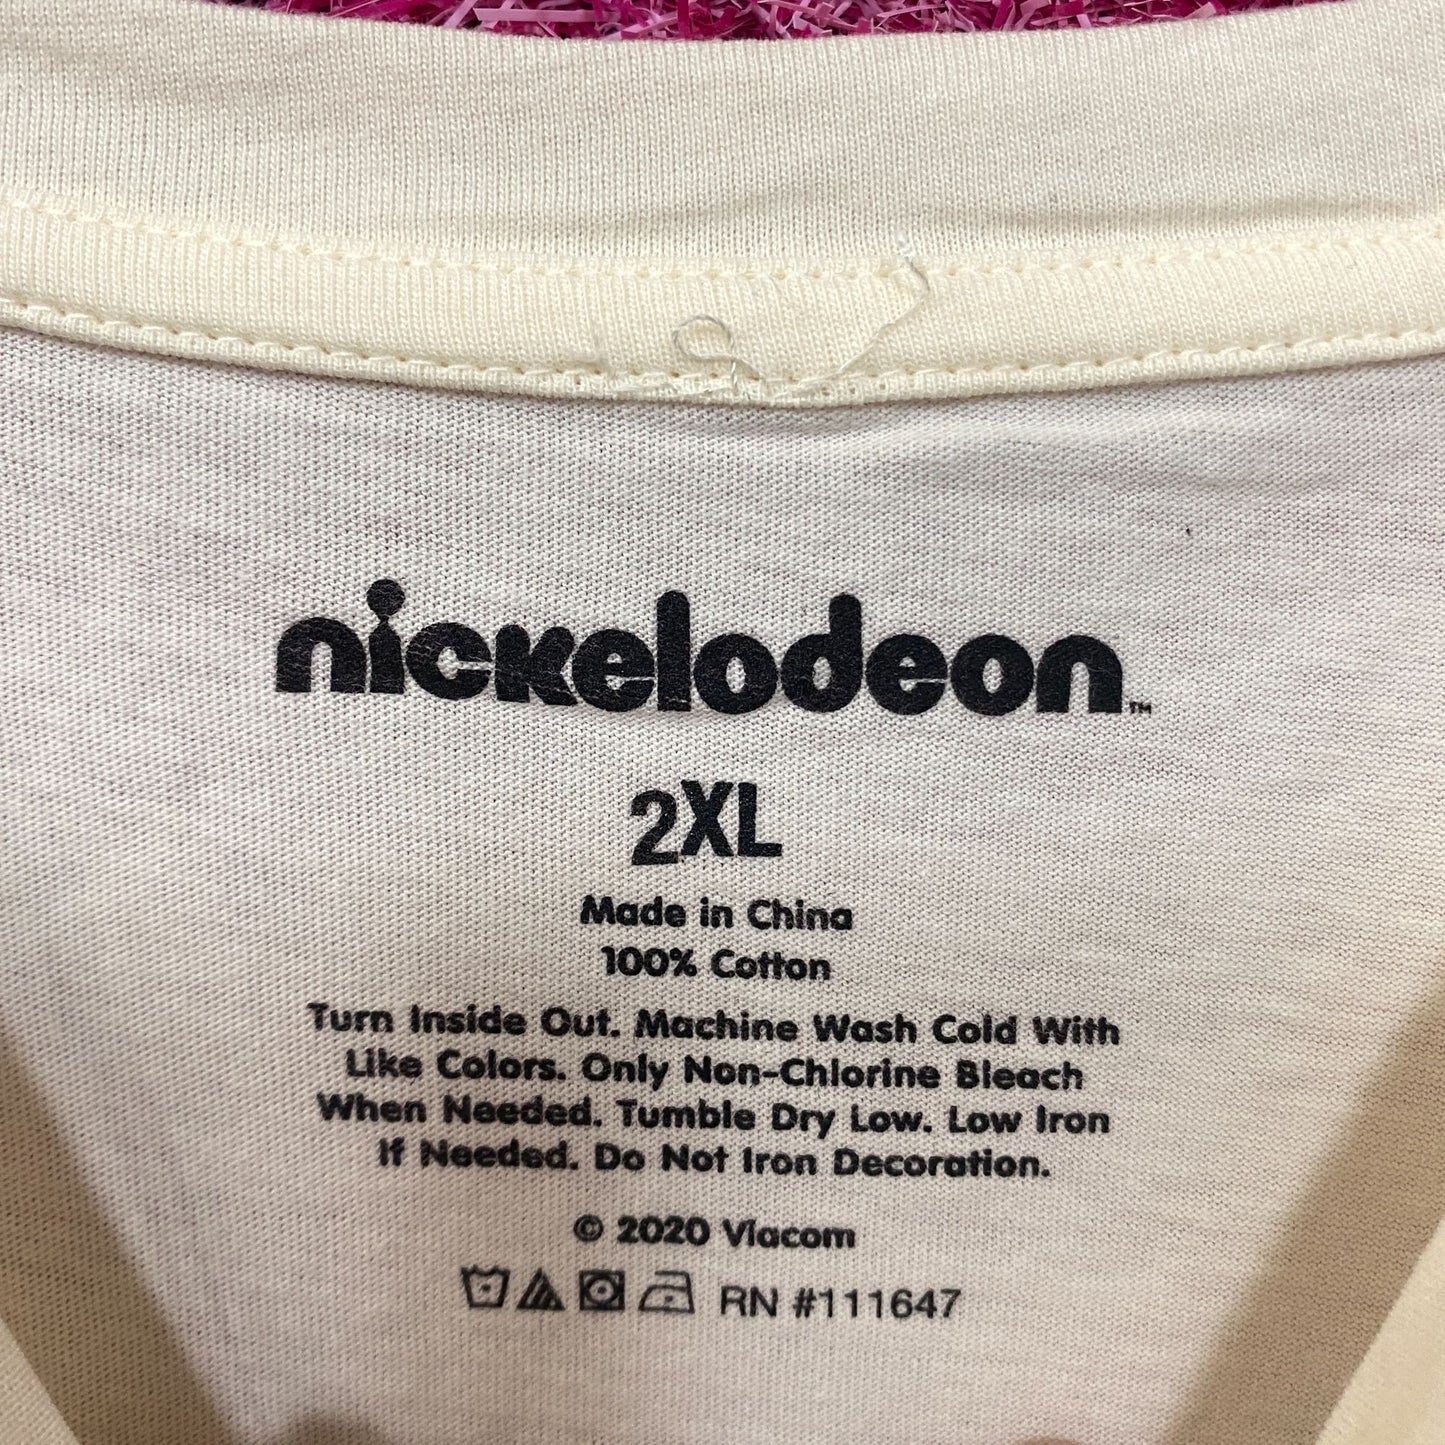 nickelodeon™
2XL
Made in China
100% Cotton
Turn Inside Out. Machine Wash Cold With
Like Colors. Only Non-Chlorine Bleach
When Needed. Tumble Dry Low. Low Iron
If Needed. Do Not Iron Decoration.
© 2020 Viacom
RN #111647